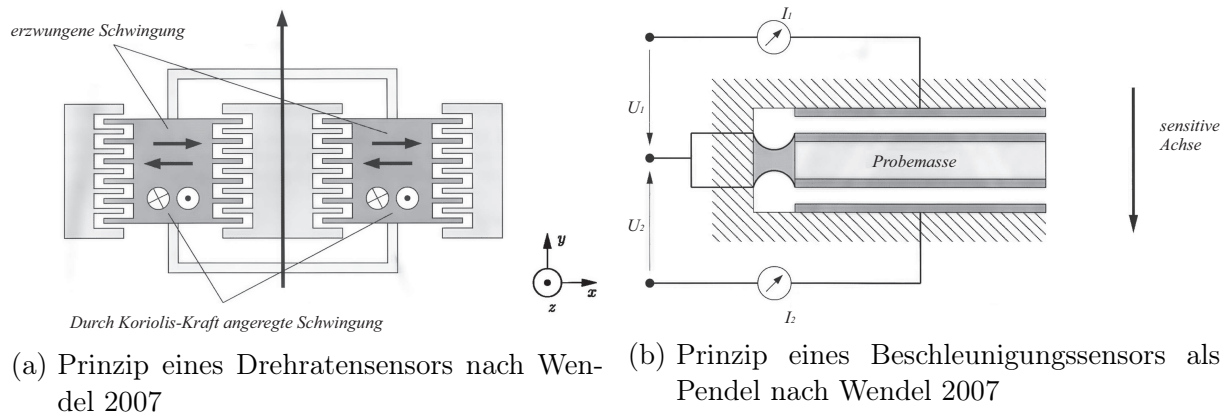 erzwungene Schwingung
Durch Koriolis-Kraft angeregte Schwingung
y
x
z
(a) Prinzip eines Drehratensensors nach Wen-
del 2007
I₁
U₁
Probemasse
U₂
I₂
sensitive
Achse
(b) Prinzip eines Beschleunigungssensors als
Pendel nach Wendel 2007